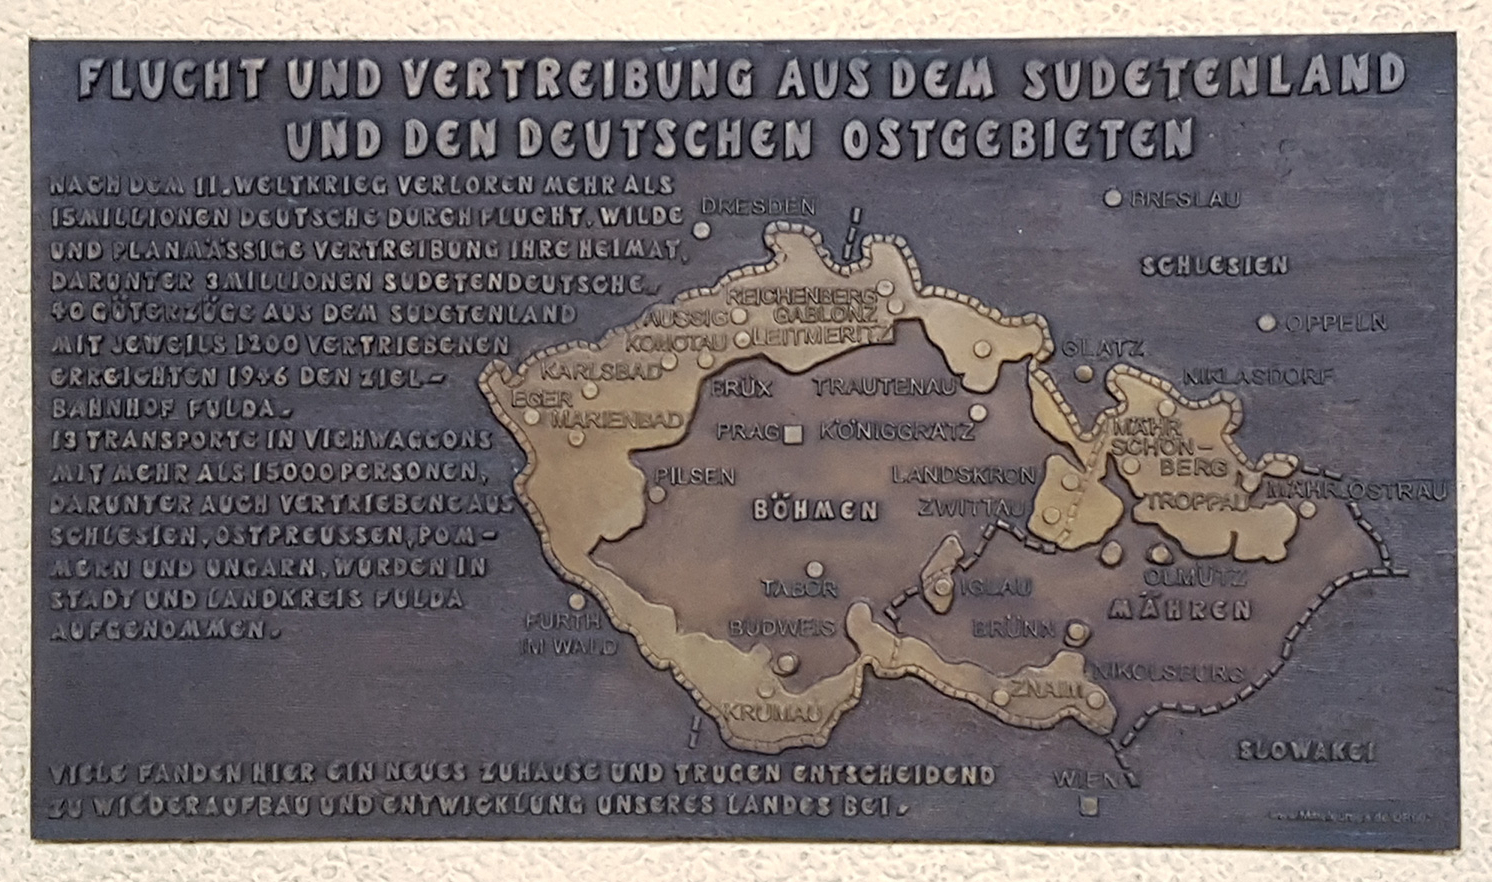 FLUCHT UND VERTREIBUNG AUS DEM SUDETENLAND
UND DEN DEUTSCHEN OSTGEBIETEN
NACH DEM II. WELTKRIEG VERLOREN MEHR ALS
15 MILLIONEN DEUTSCHE DURCH FLUCHT, WILDE
UND PLANMÄSSIGE VERTREIBUNG IHRE HEIMAT,
DARUNTER 3 MILLIONEN SUDETENDEUTSCHE.
40 GÜTERZÜGE AUS DEM SUDETENLAND
MIT JEWEILS 1200 VERTRIEBENEN
ERREICHTEN 1946 DEN ZIEL-
BAHNHOF FULDA.
13 TRANSPORTE IN VIEHWAGGONS
MIT MEHR ALS 15000 PERSONEN,
DARUNTER AUCH VERTRIEBENE AUS
SCHLESIEN, OSTPREUSSEN, POM-
MERN UND UNGARN, WURDEN IN
STADT UND LANDKREIS FULDA
AUFGENOMMEN.
DRESDEN
BRESLAU
SCHLESIEN
REICHENBERG
GABLONZ
AUSSIG
LEITMERITZ
KOMOTAU
OPPELN
GLATZ
KARLSBAD
BRÜX
TRAUTENAU
NIKLASDORF
EGER
MARIENBAD
PRAG
KÖNIGGRÄTZ
MÄHR
SCHÖN-
BERG
PILSEN
LANDSKRON
ZWITTAU
TROPPAU
MÄHR.OSTRAU
BÖHMEN
TABOR
IGLAU
OLMÜTZ
MÄHREN
FURTH
IM WALD
BUDWEIS
BRÜNN
NIKOLSBURG
ZNAIM
KRUMAU
SLOWAKEI
WIEN
VIELE FANDEN HIER EIN NEUES ZUHAUSE UND TRUGEN ENTSCHEIDEND
ZU WIEDERAUFBAU UND ENTWICKLUNG UNSERES LANDES BEI.